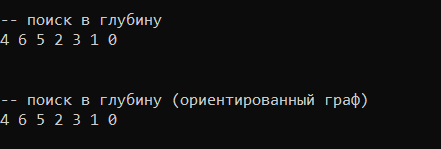 -- поиск в глубину
4 6 5 2 3 1 0
-- поиск в глубину (ориентированный граф)
4 6 5 2 3 1 0